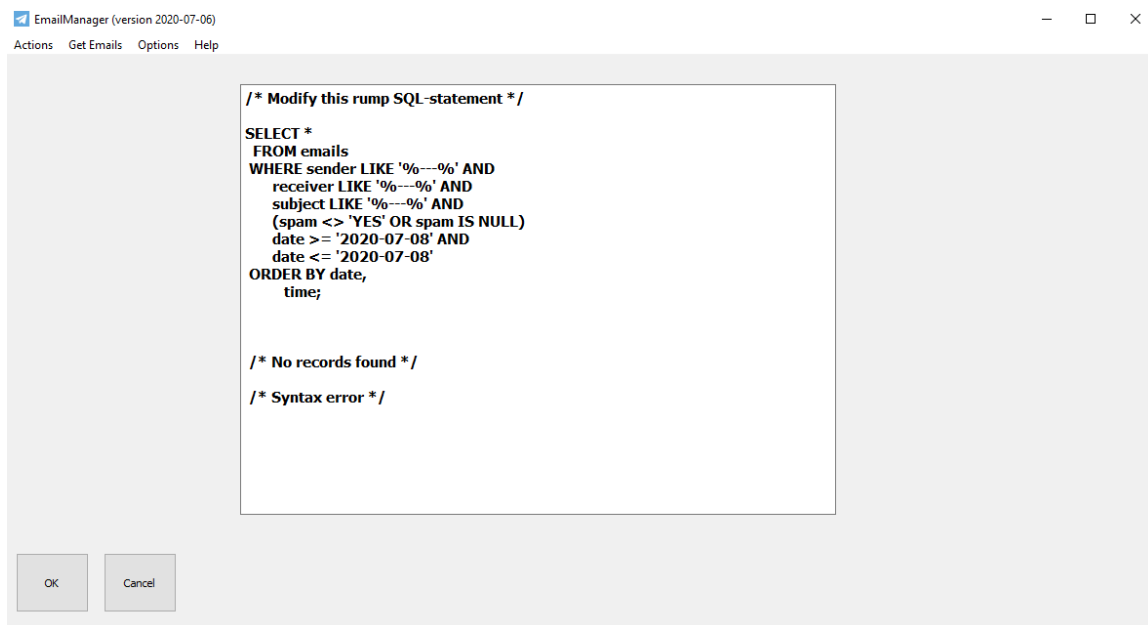 EmailManager (version 2020-07-06)
Actions Get Emails Options Help
/* Modify this rump SQL-statement */
SELECT *
FROM emails
WHERE sender LIKE '%---%' AND
receiver LIKE '%---%' AND
subject LIKE '%---%' AND
(spam <> 'YES' OR spam IS NULL)
date >= '2020-07-08' AND
date <= '2020-07-08'
ORDER BY date,
time;
/* No records found */
/* Syntax error */
OK Cancel